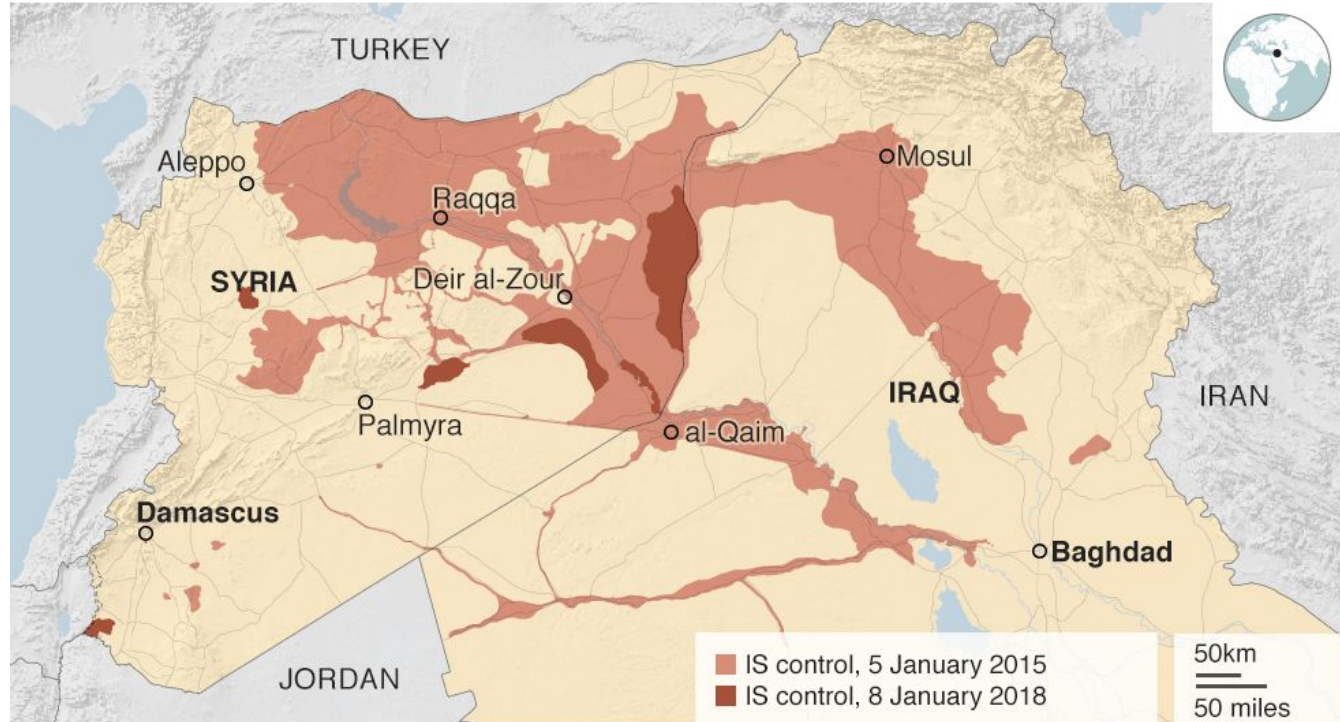 TURKEY
Aleppo
Mosul
Raqqa
SYRIA
Deir al-Zour
IRAQ
IRAN
Palmyra
al-Qaim
Damascus
Baghdad
JORDAN
IS control, 5 January 2015
IS control, 8 January 2018
50km
50 miles